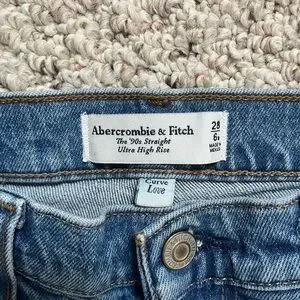 Abercrombie & Fitch
The '90s Straight
Ultra High Rise
28
6R
MADE IN
MEXICO
Curve
Love